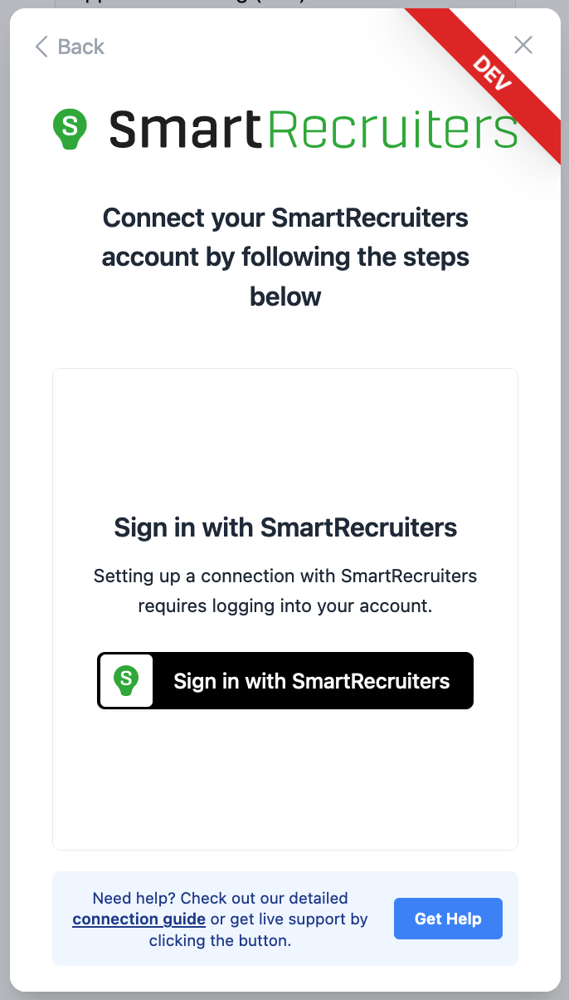 Back
DEV
S SmartRecruiters
Connect your SmartRecruiters
account by following the steps
below
Sign in with SmartRecruiters
Setting up a connection with SmartRecruiters
requires logging into your account.
S Sign in with SmartRecruiters
Need help? Check out our detailed
connection guide or get live support by
clicking the button.
Get Help